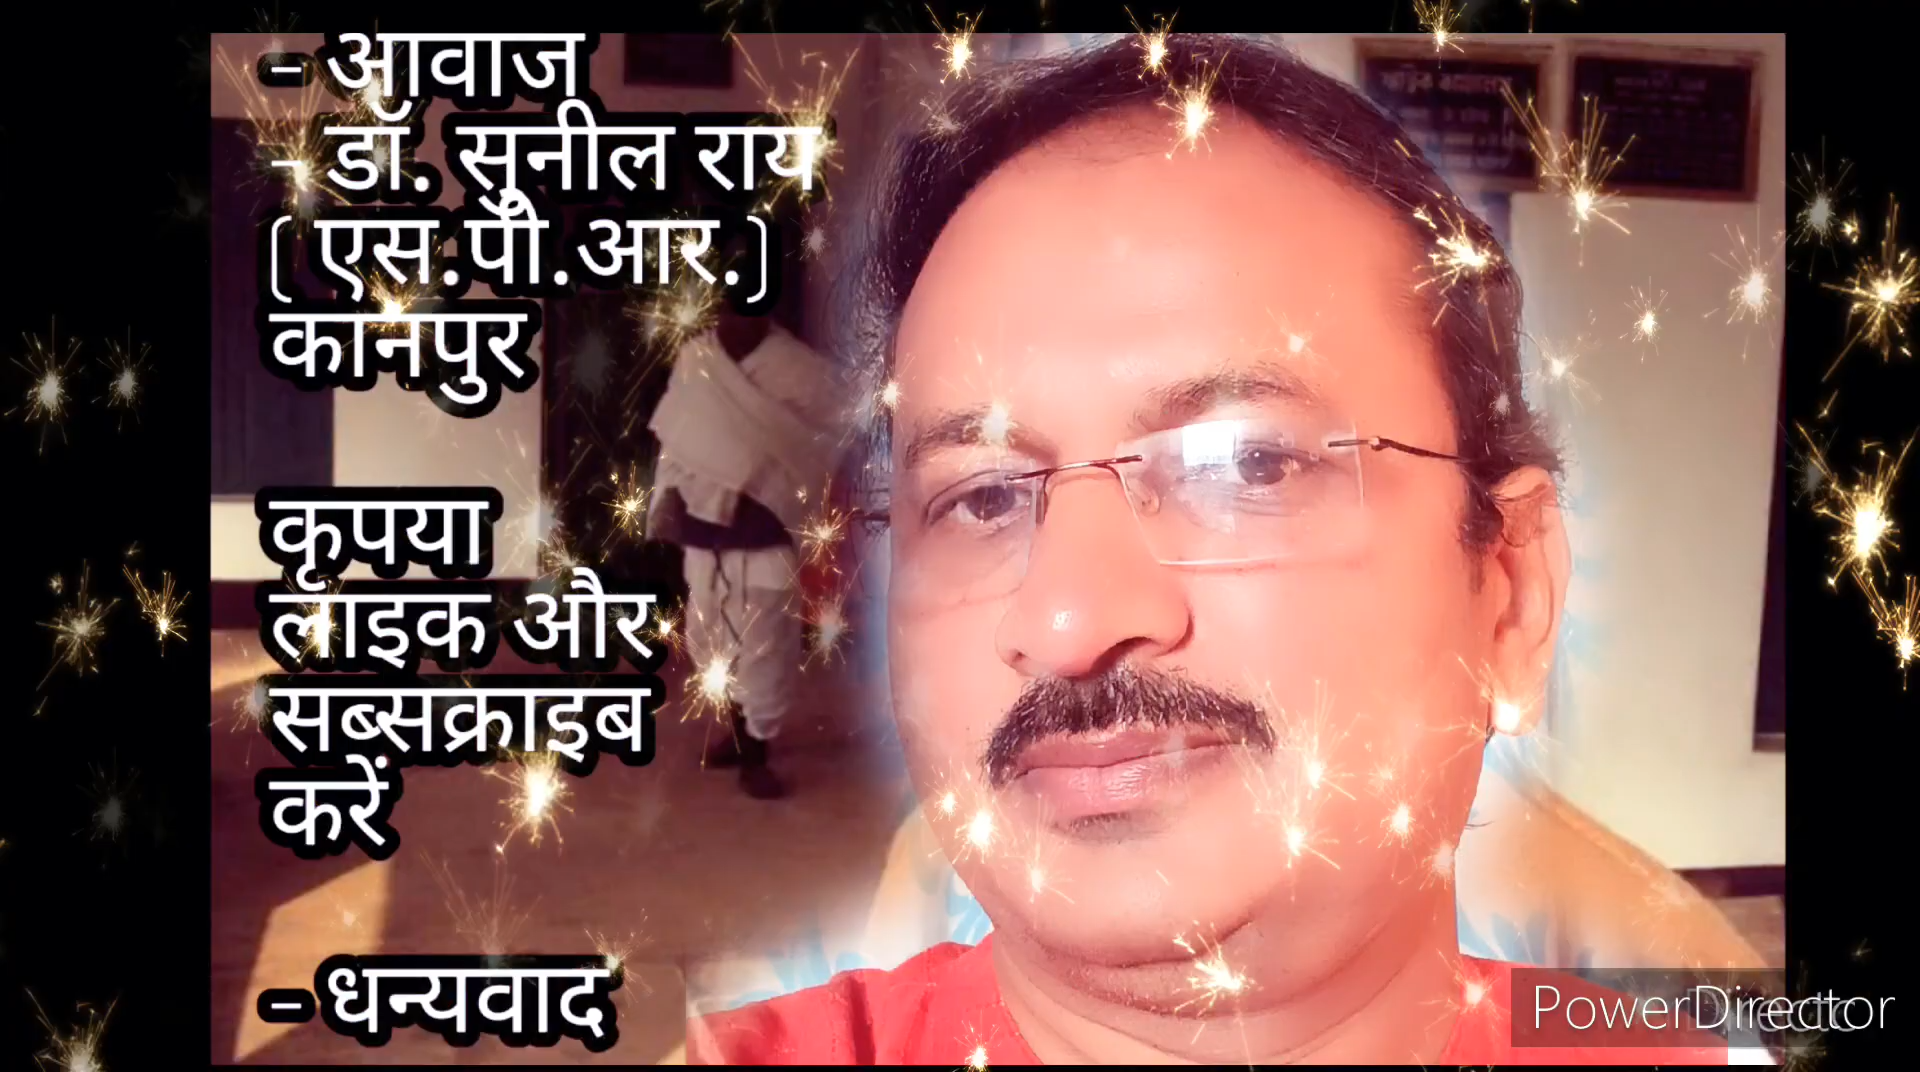 - आवाज
- डॉ. सुनील राय
( एस.पी.आर.)
कानपुर
कृपया
लाइक और
सब्सक्राइब
करें
- धन्यवाद
PowerDirector